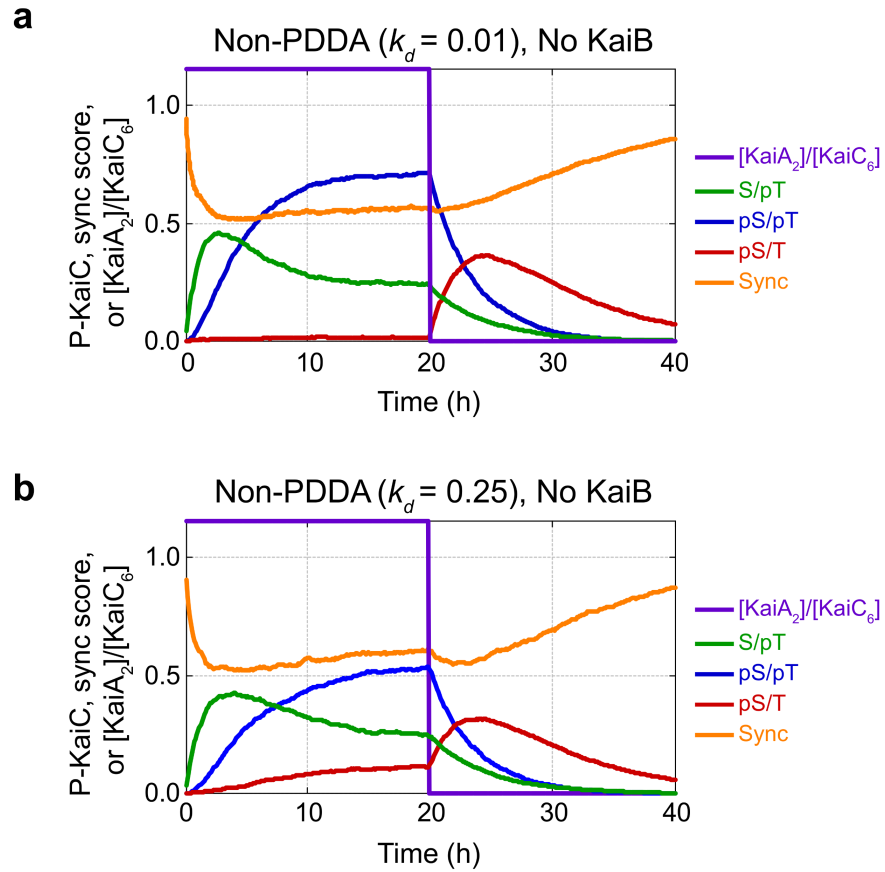 a
Non-PDDA (k_d = 0.01), No KaiB
P-KaiC, sync score,
or [KaiA2]/[KaiC6]
1.0
0.5
0.0
0
10
20
30
40
Time (h)
[KaiA2]/[KaiC6]
S/pT
pS/pT
pS/T
Sync
b
Non-PDDA (k_d = 0.25), No KaiB
P-KaiC, sync score,
or [KaiA2]/[KaiC6]
1.0
0.5
0.0
0
10
20
30
40
Time (h)
[KaiA2]/[KaiC6]
S/pT
pS/pT
pS/T
Sync